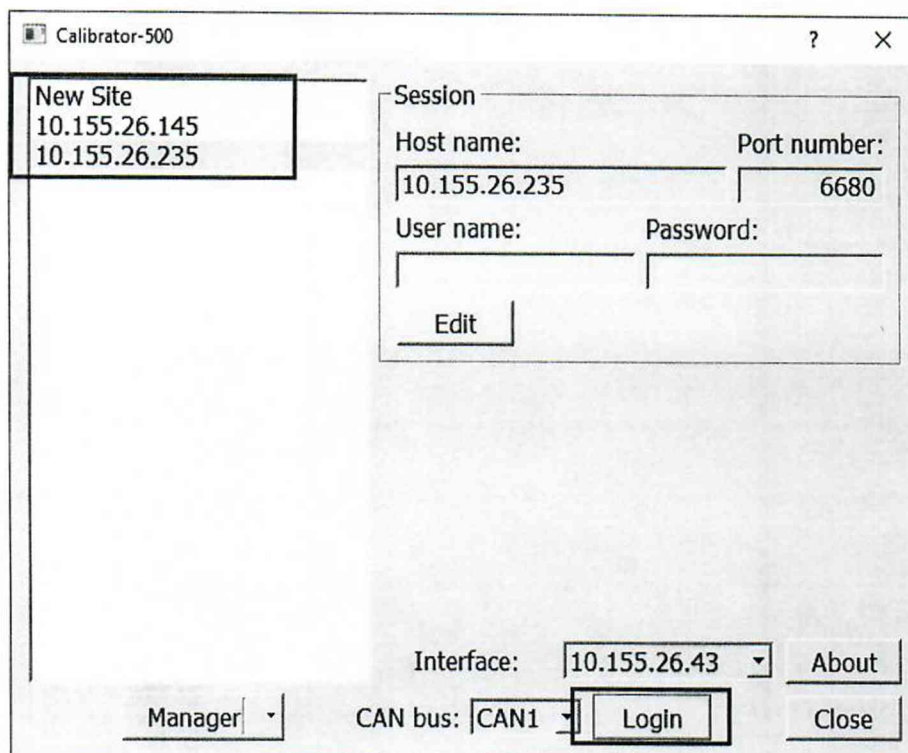 Calibrator-500 ?
New Site
10.155.26.145
10.155.26.235
Session
Host name: Port number:
10.155.26.235 6680
User name: Password:
Edit
Interface: 10.155.26.43 About
Manager CAN bus: CAN1 Login Close